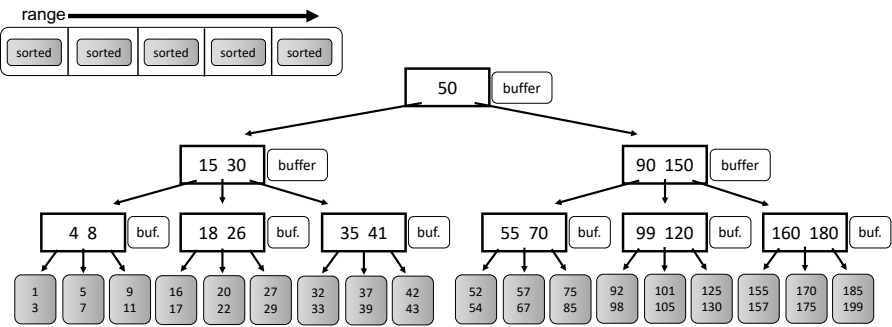 range
sorted sorted sorted sorted sorted
50 buffer
15 30 buffer 90 150 buffer
4 8 buf. 18 26 buf. 35 41 buf. 55 70 buf. 99 120 buf. 160 180 buf.
1 5 9 16 20 27 32 37 42 52 57 75 92 101 125 155 170 185
3 7 11 17 22 29 33 39 43 54 67 85 98 105 130 157 175 199